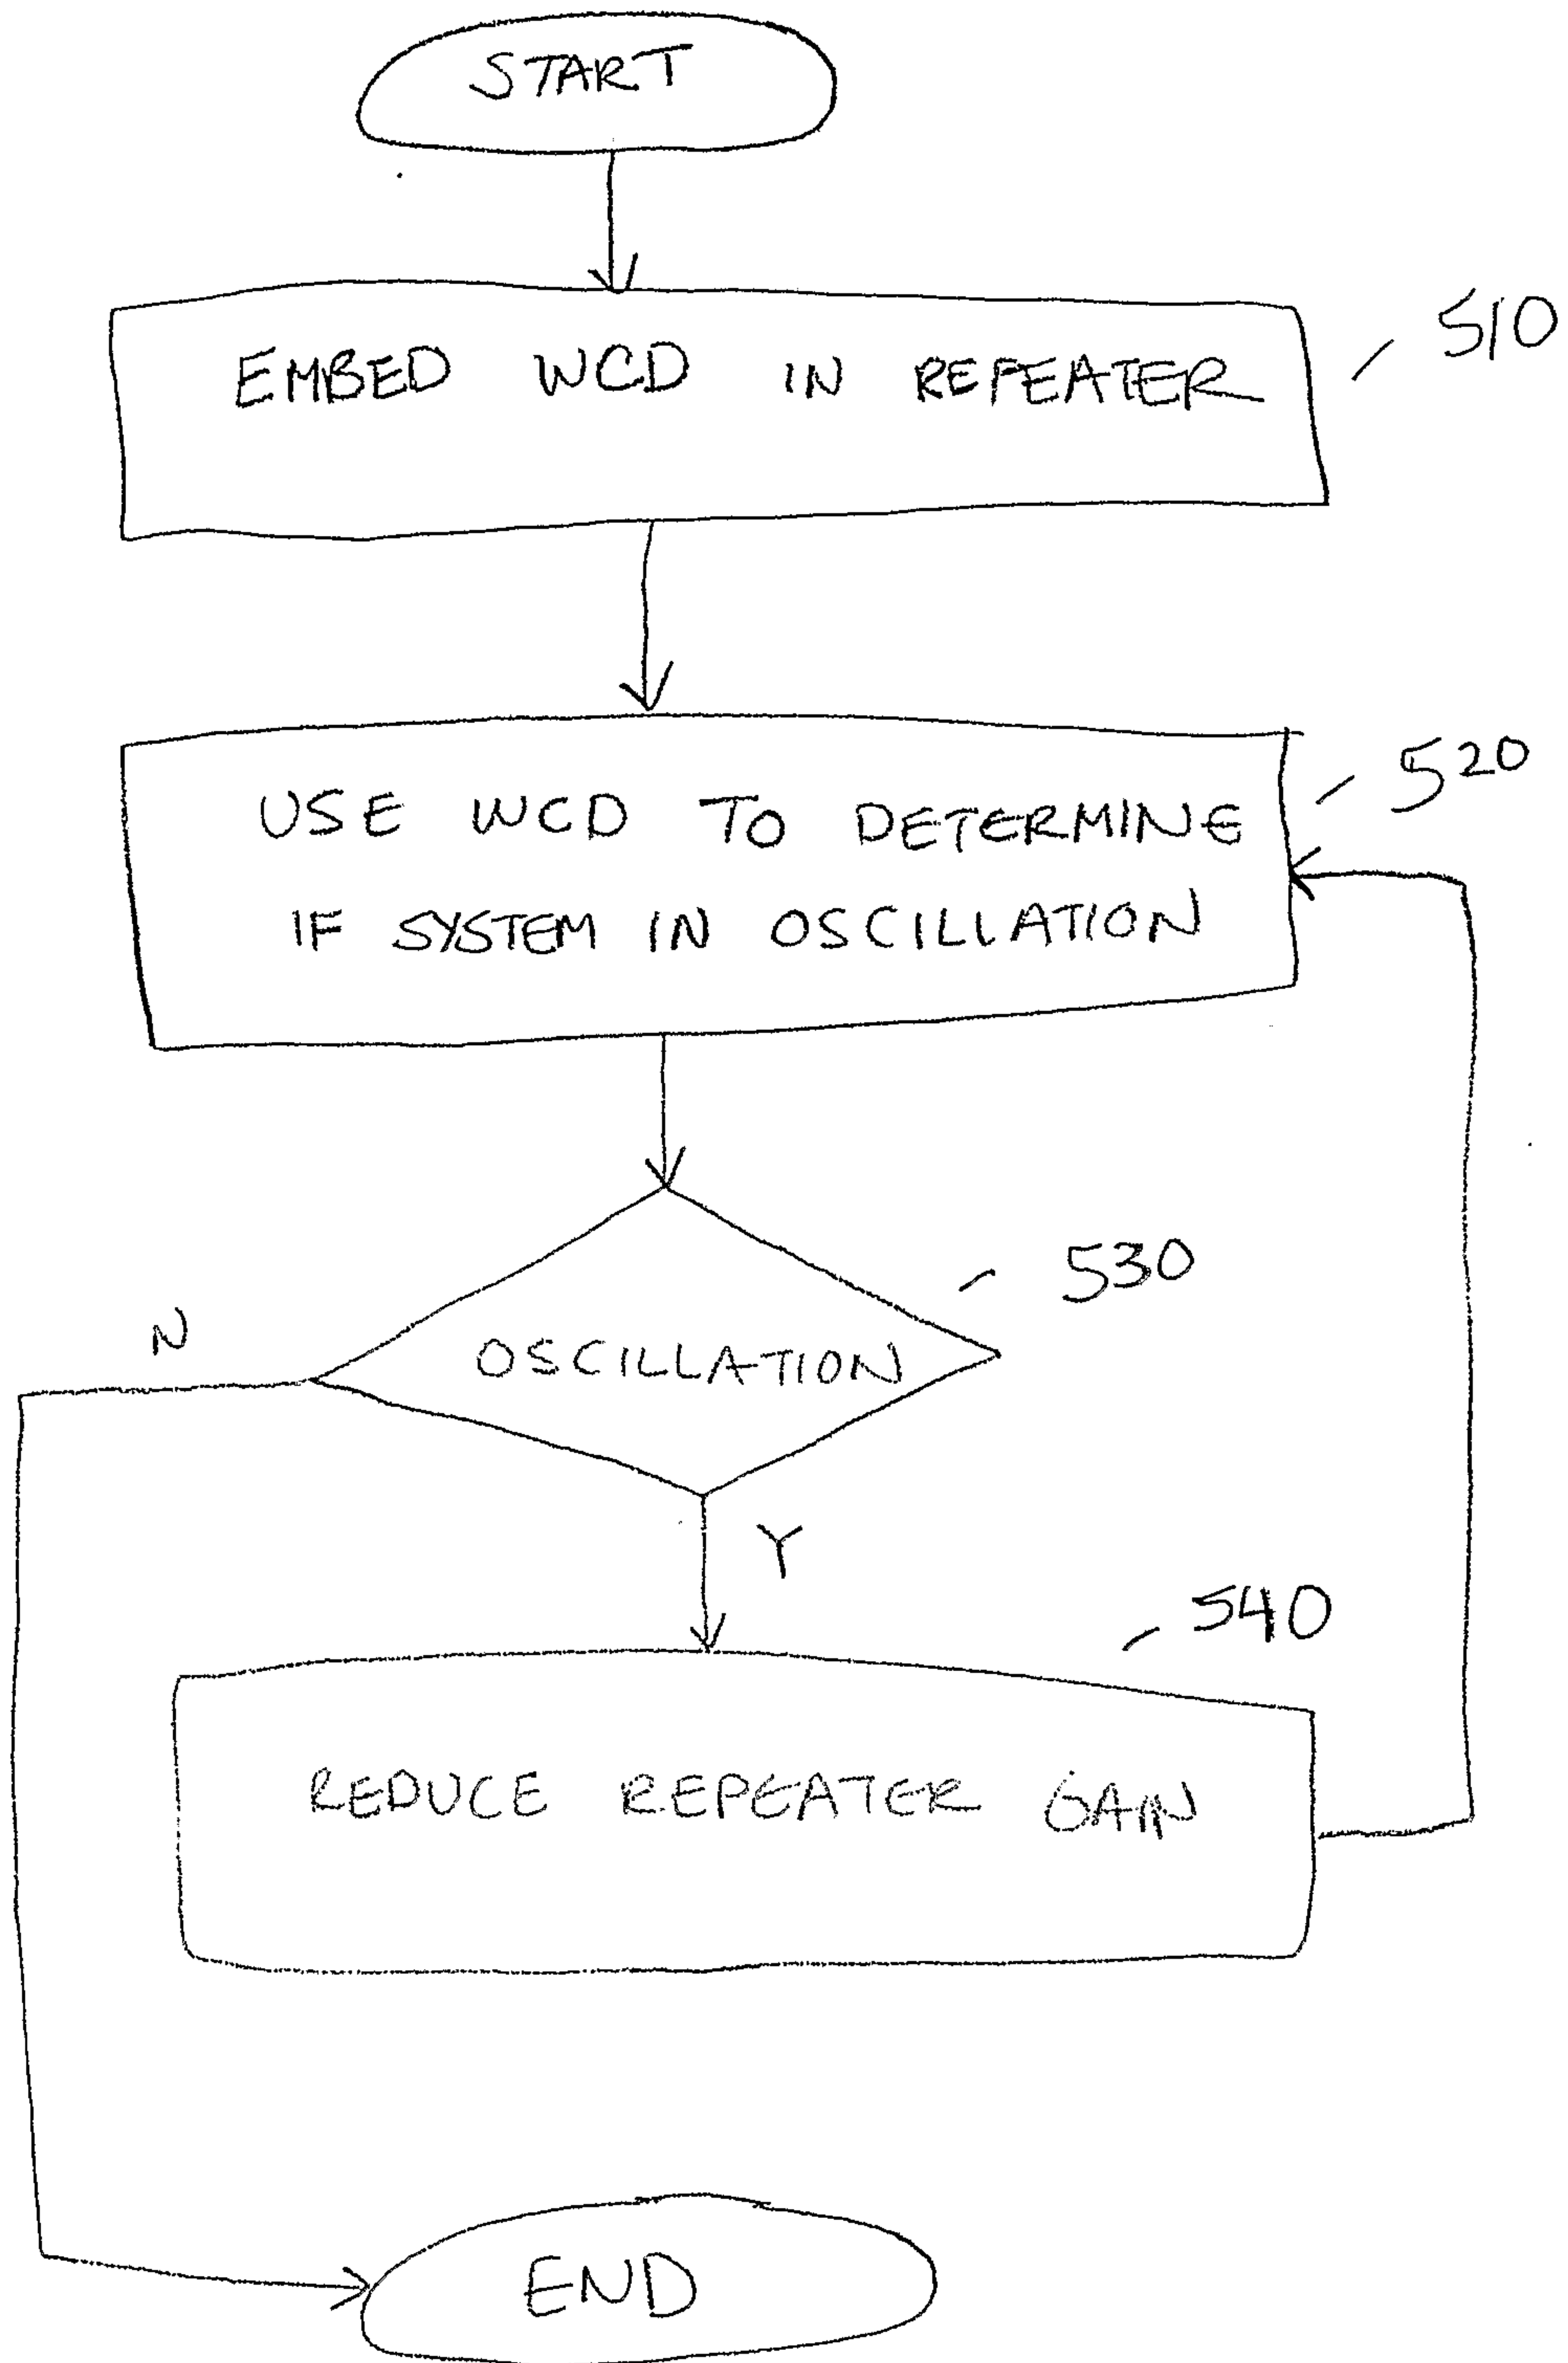 START
EMBED WCD IN REPEATER
510
USE WCD TO DETERMINE
IF SYSTEM IN OSCILLATION
520
OSCILLATION
530
N
Y
540
REDUCE REPEATER GAIN
END